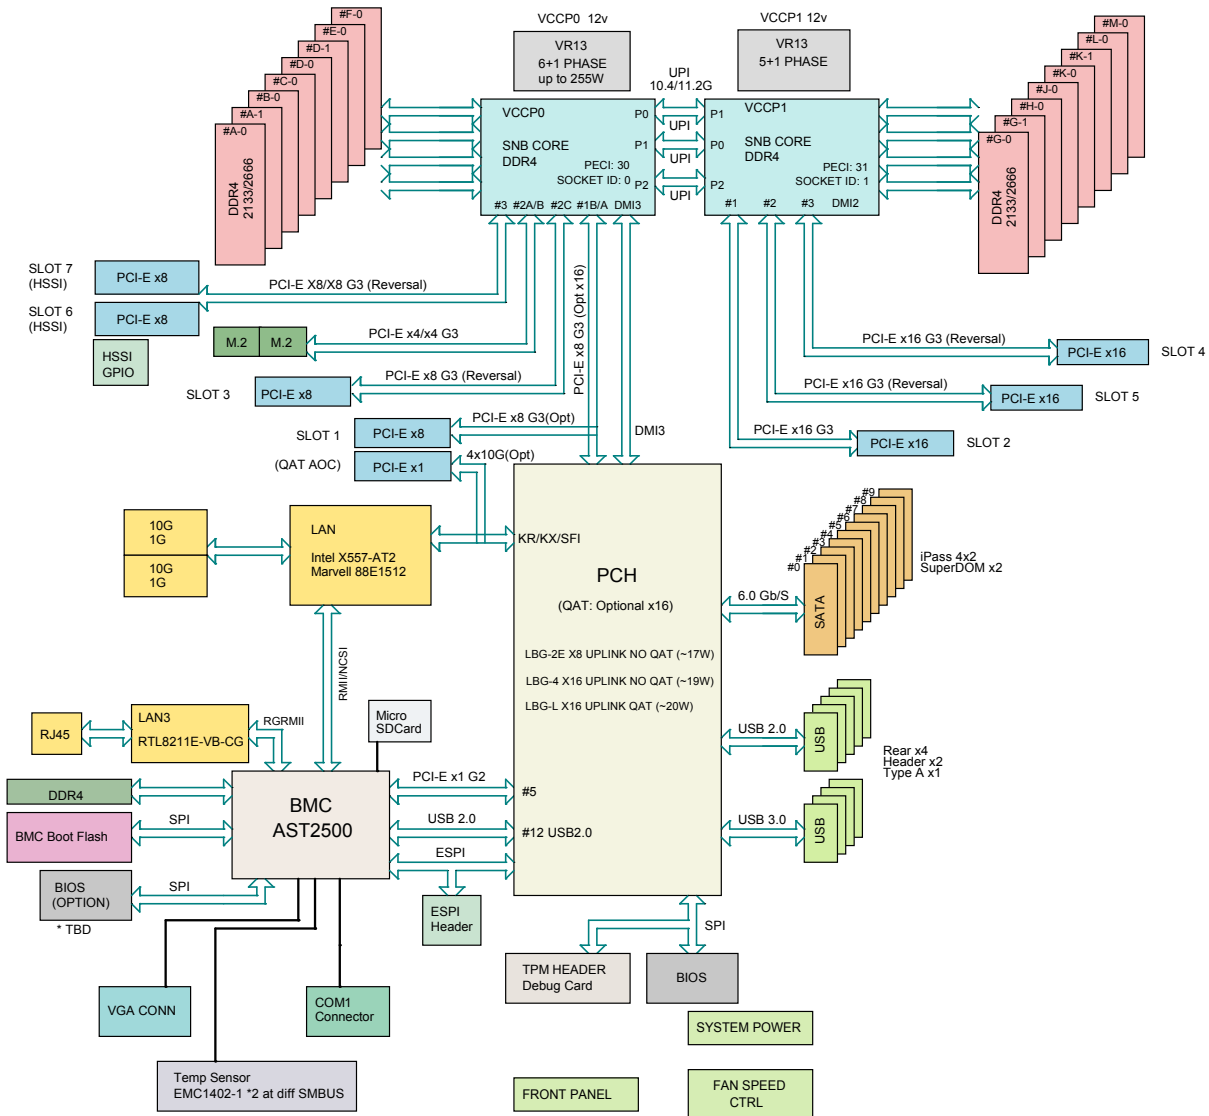 VCCP0 12v
VCCP1 12v
VR13
6+1 PHASE
up to 255W
VR13
5+1 PHASE
#F-0
#E-0
#D-1
#D-0
#C-0
#B-0
#A-1
#A-0
DDR4
2133/2666
#M-0
#L-0
#K-1
#K-0
#J-0
#H-0
#G-1
#G-0
DDR4
2133/2666
UPI
10.4/11.2G
UPI
UPI
UPI
VCCP0
P0
SNB CORE
DDR4
P1
PECI: 30
SOCKET ID: 0
P2
#3
#2A/B
#2C
#1B/A
DMI3
VCCP1
P1
P0
SNB CORE
DDR4
PECI: 31
SOCKET ID: 1
P2
#1
#2
#3
DMI2
SLOT 7
(HSSI)
PCI-E x8
PCI-E X8/X8 G3 (Reversal)
SLOT 6
(HSSI)
PCI-E x8
HSSI
GPIO
M.2
M.2
PCI-E x4/x4 G3
SLOT 3
PCI-E x8
PCI-E x8 G3 (Reversal)
PCI-E x8 G3 (Opt x16)
DMI3
SLOT 1
PCI-E x8
PCI-E x8 G3(Opt)
(QAT AOC)
PCI-E x1
4x10G(Opt)
PCI-E x16 G3 (Reversal)
PCI-E x16
SLOT 4
PCI-E x16 G3 (Reversal)
PCI-E x16
SLOT 5
PCI-E x16 G3
PCI-E x16
SLOT 2
10G
1G
10G
1G
LAN
Intel X557-AT2
Marvell 88E1512
KR/KX/SFI
PCH
(QAT: Optional x16)
LBG-2E X8 UPLINK NO QAT (~17W)
LBG-4 X16 UPLINK NO QAT (~19W)
LBG-L X16 UPLINK QAT (~20W)
6.0 Gb/S
#9
#8
#7
#6
#5
#4
#3
#2
#1
#0
SATA
iPass 4x2
SuperDOM x2
RMII/NCSI
RJ45
LAN3
RTL8211E-VB-CG
RGRMII
Micro
SDCard
USB 2.0
USB
Rear x4
Header x2
Type A x1
USB 3.0
USB
DDR4
BMC
AST2500
PCI-E x1 G2
#5
BMC Boot Flash
SPI
USB 2.0
#12 USB2.0
ESPI
BIOS
(OPTION)
* TBD
SPI
ESPI
Header
SPI
TPM HEADER
Debug Card
BIOS
VGA CONN
COM1
Connector
SYSTEM POWER
Temp Sensor
EMC1402-1 *2 at diff SMBUS
FRONT PANEL
FAN SPEED
CTRL